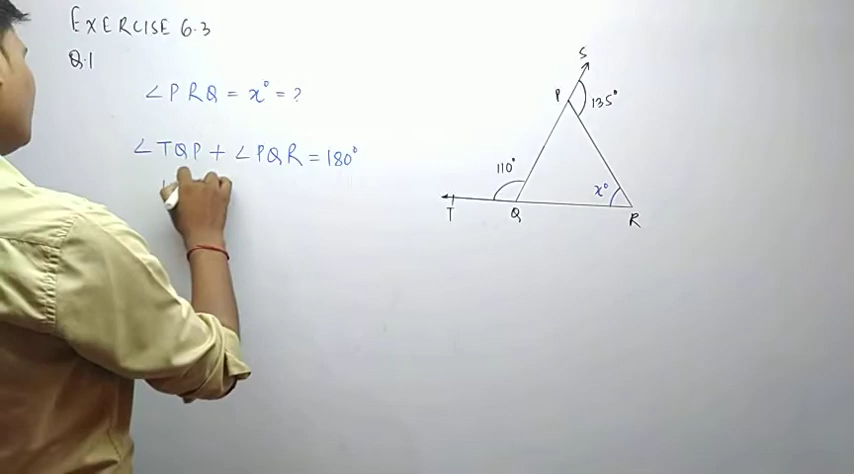 EXERCISE 6.3
Q.1
∠PRQ = x° = ?
∠TQP + ∠PQR = 180°
S
P
135°
110°
x°
T
Q
R